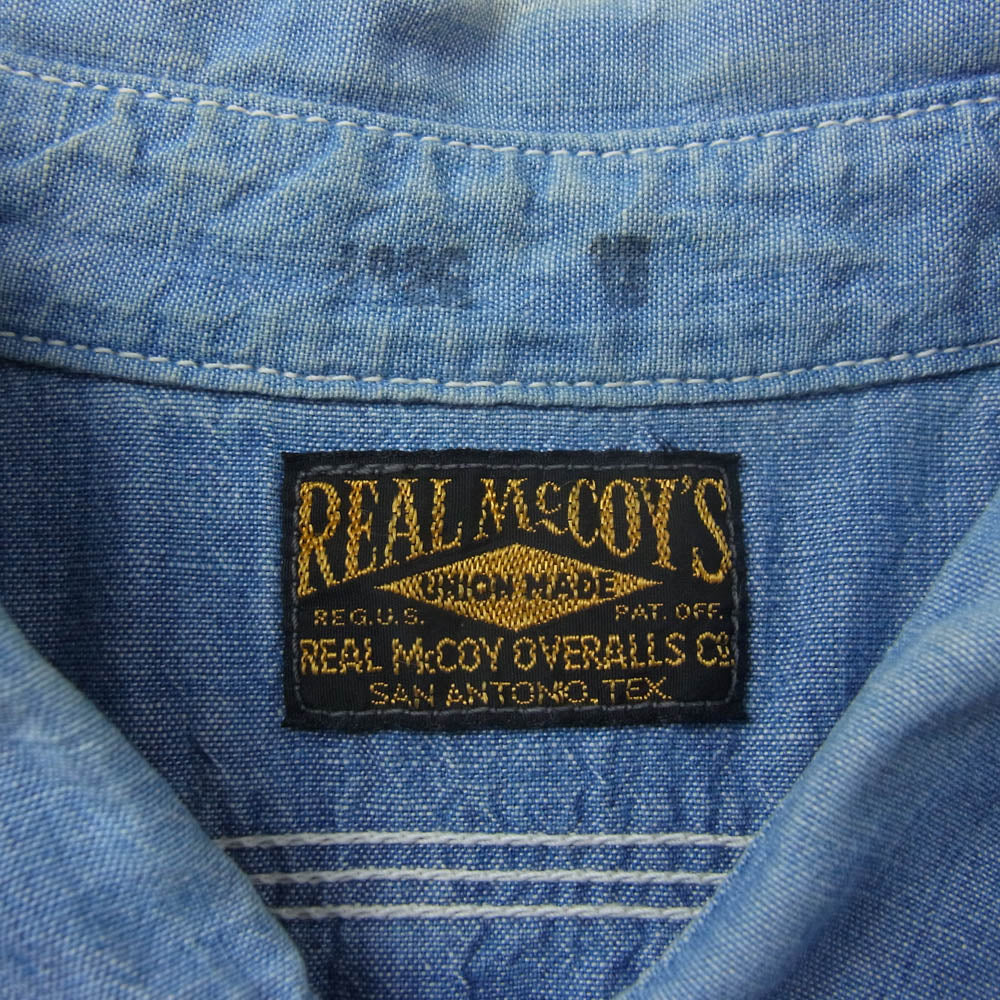 REAL McCOY'S
UNION MADE
REG. U.S. PAT. OFF.
REAL McCOY OVERALLS Co
SAN ANTONIO, TEX.